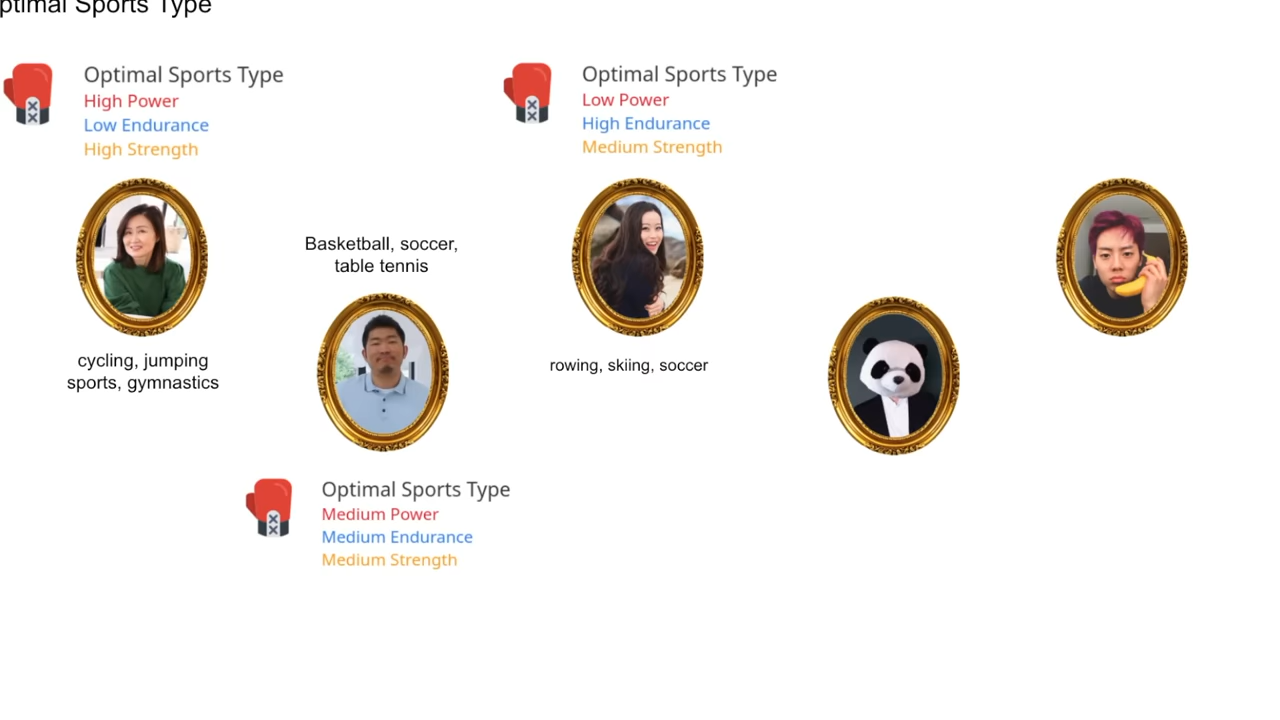 ptimal Sports Type
Optimal Sports Type
High Power
Low Endurance
High Strength
Optimal Sports Type
Low Power
High Endurance
Medium Strength
Basketball, soccer,
table tennis
cycling, jumping
sports, gymnastics
rowing, skiing, soccer
Optimal Sports Type
Medium Power
Medium Endurance
Medium Strength